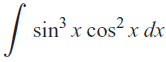 ∫ sin³ x cos² x dx